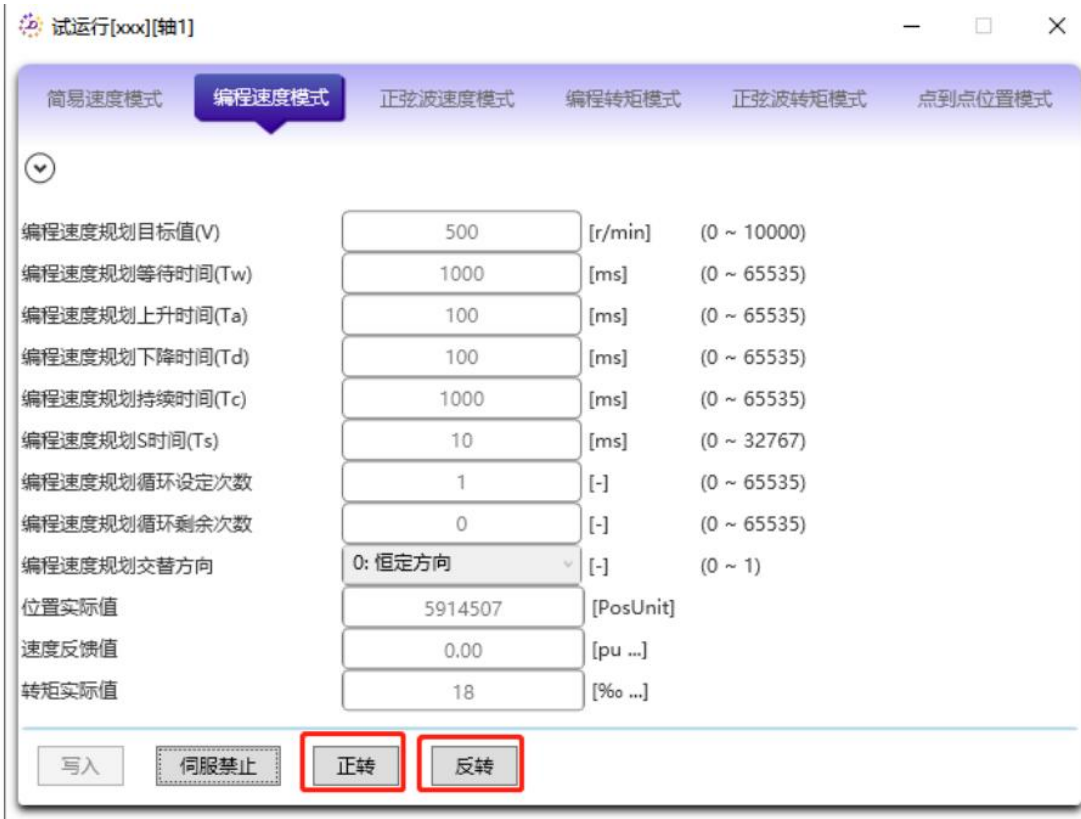 试运行[xxx][轴1]
简易速度模式 编程速度模式 正弦波速度模式 编程转矩模式 正弦波转矩模式 点到点位置模式
编程速度规划目标值(V) 500 [r/min] (0 ~ 10000)
编程速度规划等待时间(Tw) 1000 [ms] (0 ~ 65535)
编程速度规划上升时间(Ta) 100 [ms] (0 ~ 65535)
编程速度规划下降时间(Td) 100 [ms] (0 ~ 65535)
编程速度规划持续时间(Tc) 1000 [ms] (0 ~ 65535)
编程速度规划S时间(Ts) 10 [ms] (0 ~ 32767)
编程速度规划循环设定次数 1 [-] (0 ~ 65535)
编程速度规划循环剩余次数 0 [-] (0 ~ 65535)
编程速度规划交替方向 0: 恒定方向 [-] (0 ~ 1)
位置实际值 5914507 [PosUnit]
速度反馈值 0.00 [pu ...]
转矩实际值 18 [‰ ...]
写入 伺服禁止 正转 反转